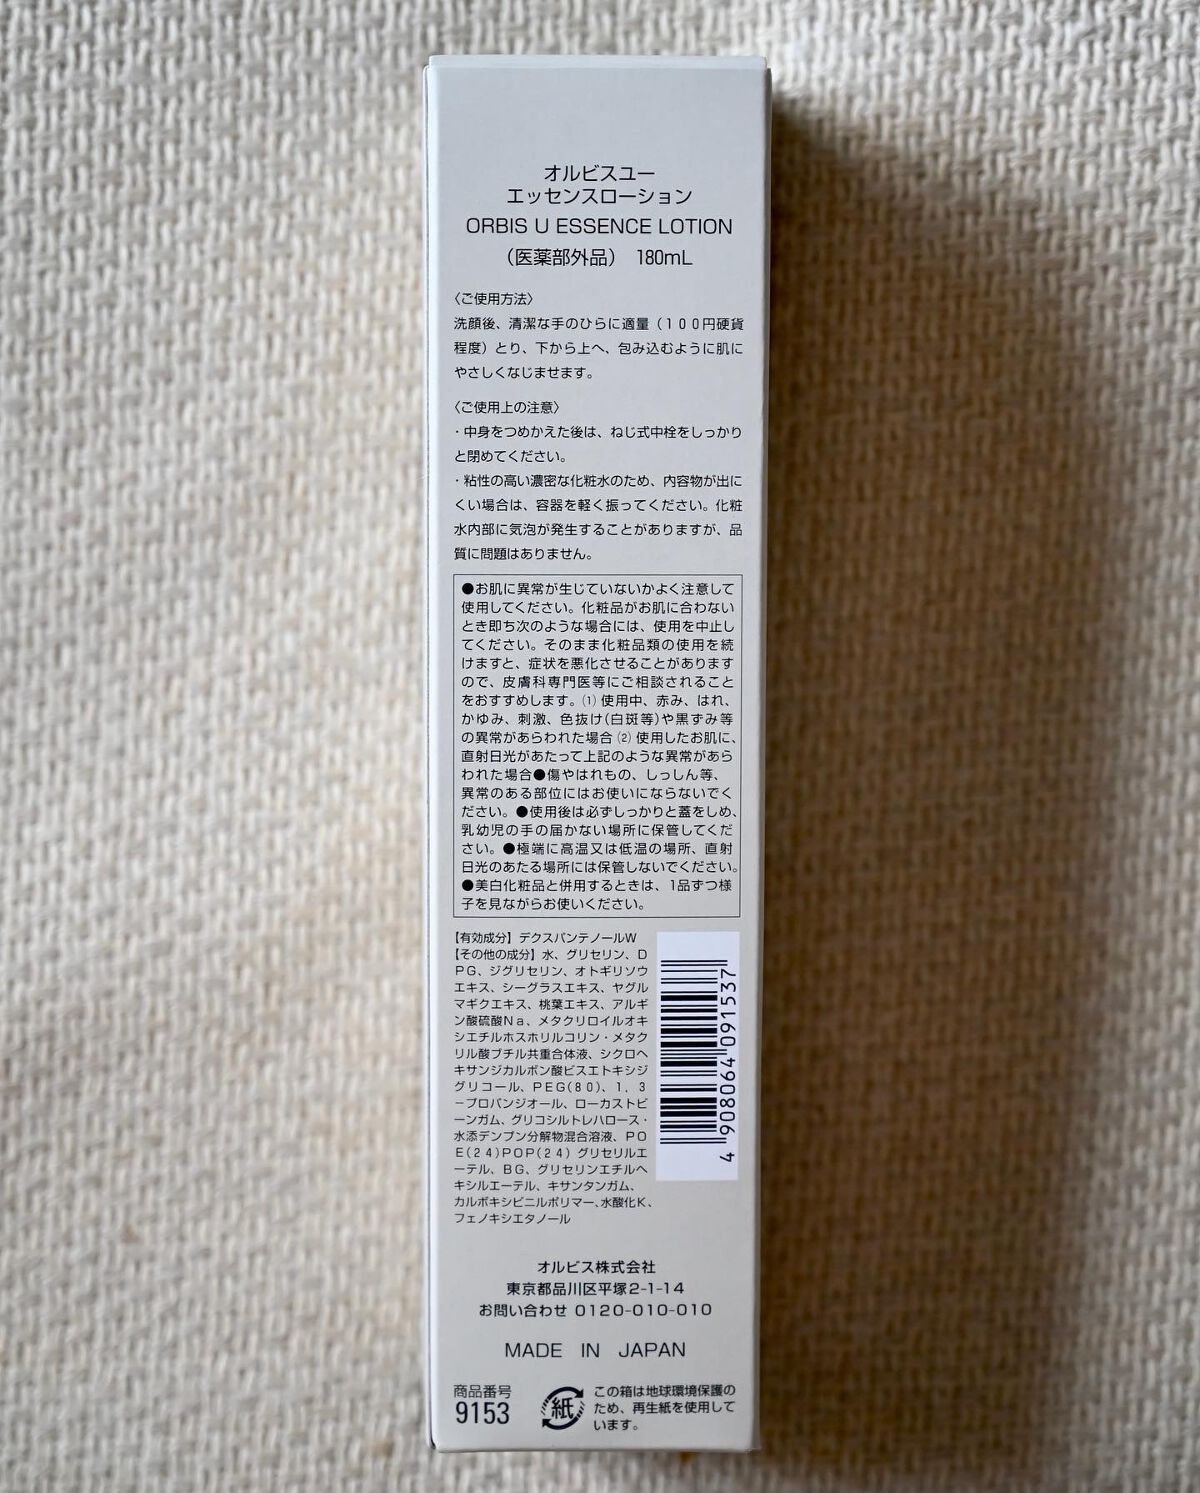 オルビスユー
エッセンスローション
ORBIS U ESSENCE LOTION
（医薬部外品） 180mL
〈ご使用方法〉
洗顔後、清潔な手のひらに適量（100円硬貨
程度）とり、下から上へ、包み込むように肌に
やさしくなじませます。
〈ご使用上の注意〉
・中身をつめかえた後は、ねじ式中栓をしっかり
と閉めてください。
・粘性の高い濃密な化粧水のため、内容物が出に
くい場合は、容器を軽く振ってください。化粧
水内部に気泡が発生することがありますが、品
質に問題はありません。
●お肌に異常が生じていないかよく注意して
使用してください。化粧品がお肌に合わない
とき即ち次のような場合には、使用を中止し
てください。そのまま化粧品類の使用を続
けますと、症状を悪化させることがあります
ので、皮膚科専門医等にご相談されること
をおすすめします。(1) 使用中、赤み、はれ、
かゆみ、刺激、色抜け(白斑等)や黒ずみ等
の異常があらわれた場合 (2) 使用したお肌に、
直射日光があたって上記のような異常があら
われた場合●傷やはれもの、しっしん等、
異常のある部位にはお使いにならないでく
ださい。●使用後は必ずしっかりと蓋をしめ、
乳幼児の手の届かない場所に保管してくだ
さい。●極端に高温又は低温の場所、直射
日光のあたる場所には保管しないでください。
●美白化粧品と併用するときは、1品ずつ様
子を見ながらお使いください。
【有効成分】デクスパンテノールW
【その他の成分】水、グリセリン、D
PG、ジグリセリン、オトギリソウ
エキス、シーグラスエキス、ヤグル
マギクエキス、桃葉エキス、アルギ
ン酸硫酸Na、メタクリロイルオキ
シエチルホスホリルコリン・メタク
リル酸ブチル共重合体液、シクロヘ
キサンジカルボン酸ビスエトキシジ
グリコール、PEG(80)、1，3
－プロパンジオール、ローカストビ
ーンガム、グリコシルトレハロース・
水添デンプン分解物混合溶液、PO
E(24)POP(24)グリセリルエ
ーテル、BG、グリセリンエチルヘ
キシルエーテル、キサンタンガム、
カルボキシビニルポリマー、水酸化K、
フェノキシエタノール
4 908064 091537
オルビス株式会社
東京都品川区平塚2-1-14
お問い合わせ 0120-010-010
MADE IN JAPAN
商品番号
9153
紙
この箱は地球環境保護の
ため、再生紙を使用して
います。